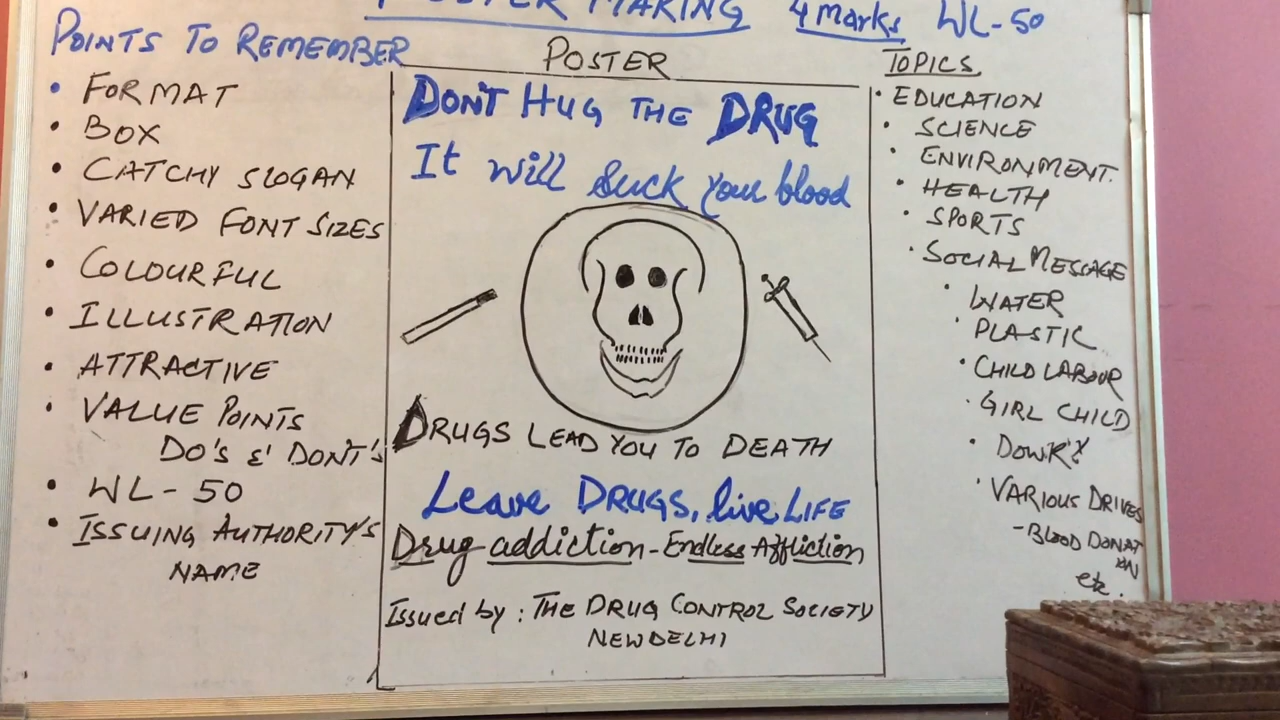 POSTER MAKING 4 Marks WL-50
POINTS TO REMEMBER
• FORMAT
• BOX
• CATCHY SLOGAN
• VARIED FONT SIZES
• COLOURFUL
• ILLUSTRATION
• ATTRACTIVE
• VALUE POINTS
DO'S & DONT'S
• WL-50
• ISSUING AUTHORITY'S
NAME
POSTER
DON'T HUG THE DRUG
It will Suck your blood
DRUGS LEAD YOU TO DEATH
Leave DRUGS, live LIFE
Drug addiction - Endless Affliction
Issued by : THE DRUG CONTROL SOCIETY
NEW DELHI
TOPICS
• EDUCATION
• SCIENCE
• ENVIRONMENT.
• HEALTH
• SPORTS
• SOCIAL MESSAGE
• WATER
• PLASTIC
• CHILD LABOUR
• GIRL CHILD
• DOWRY
• VARIOUS DRIVES
- BLOOD DONAT
ION
etc.